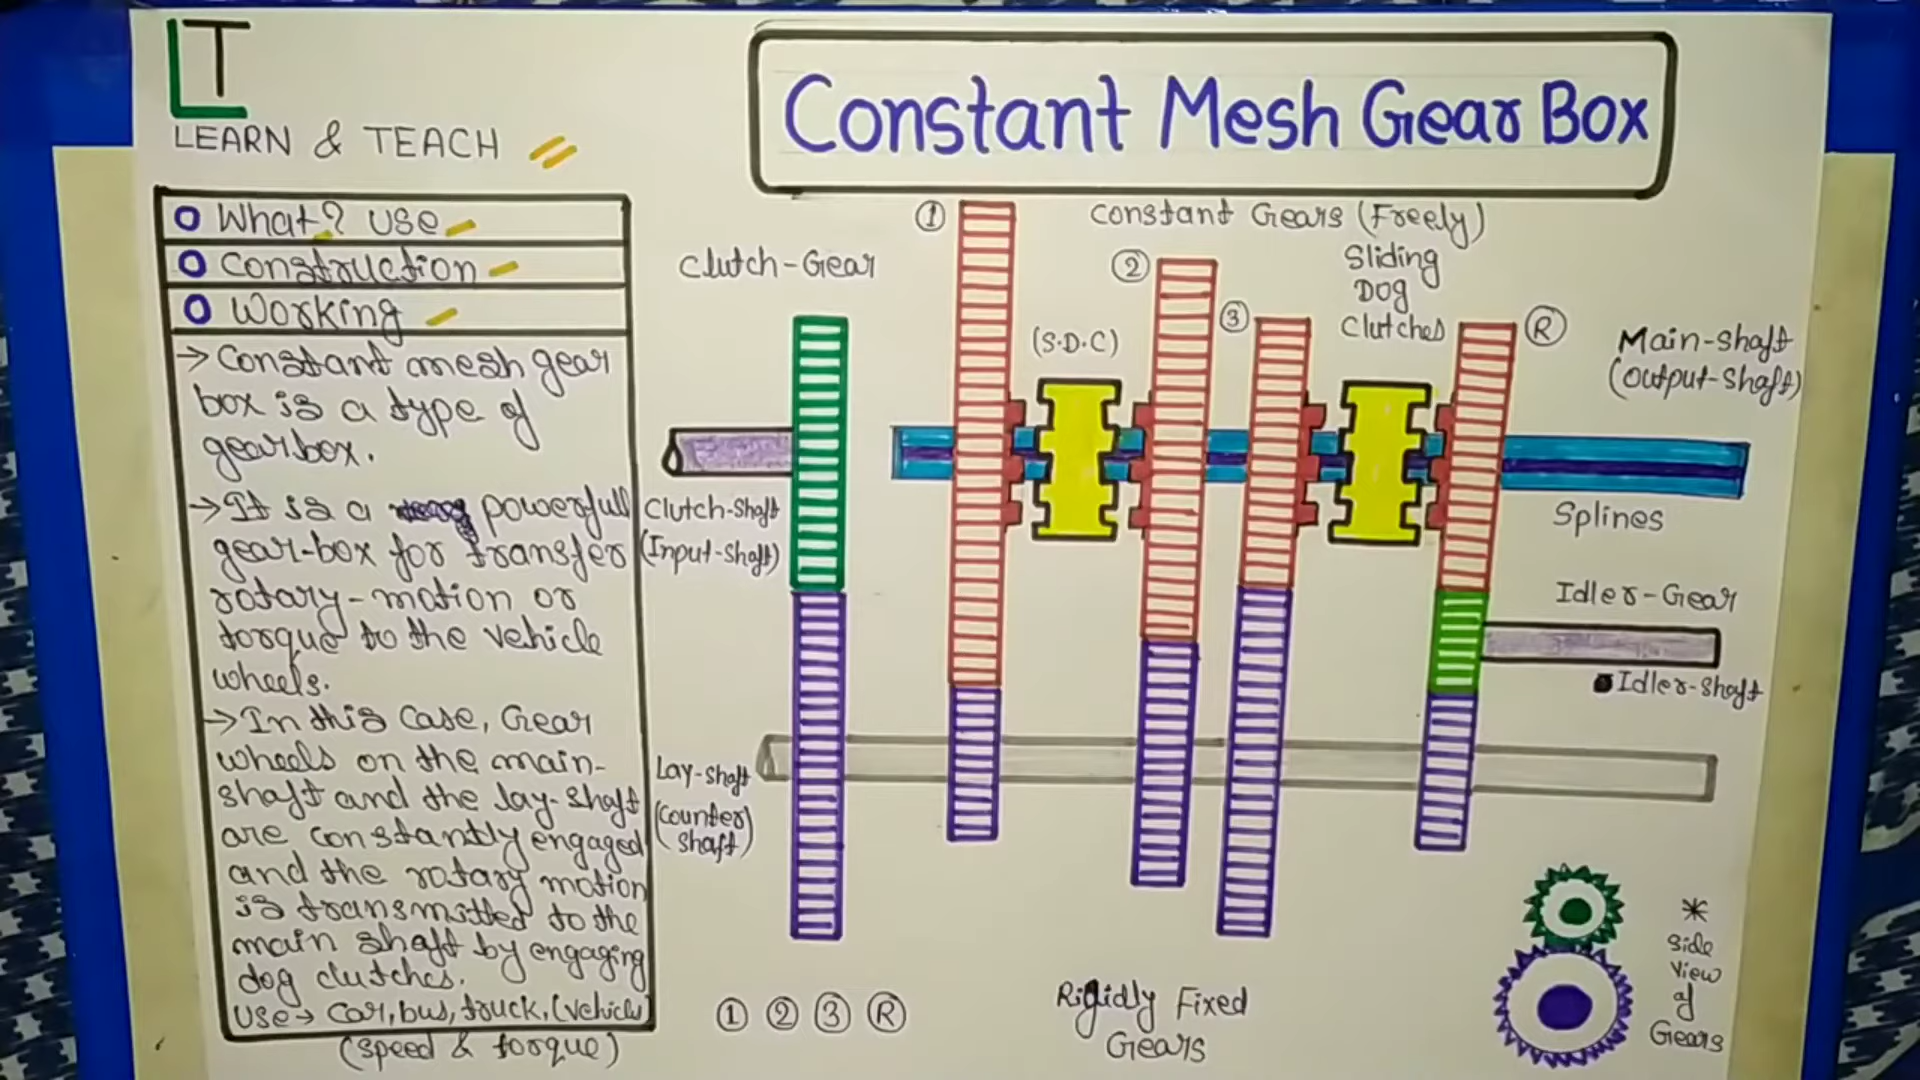 LT
LEARN & TEACH
Constant Mesh Gear Box
What? use
Construction
Working
→ Constant mesh gear
box is a type of
gearbox.
→ It is a powerfull
gear-box for transfer
rotary-motion or
torque to the vehicle
wheels.
→ In this case, Gear
wheels on the main-
shaft and the lay-shaft
are constantly engaged
and the rotary motion
is transmitted to the
main shaft by engaging
dog clutches.
Use → Car, bus, truck, (vehicle)
(speed & torque)
Clutch-Gear
①
Constant Gears (Freely)
②
Sliding
Dog
Clutches
③
(S.D.C)
Ⓡ
Main-shaft
(output-shaft)
Clutch-shaft
(Input-shaft)
Splines
Idler-Gear
Idler-shaft
Lay-shaft
(Counter)
shaft)
① ② ③ Ⓡ
Rigidly Fixed
Gears
*
Side
View
of
Gears